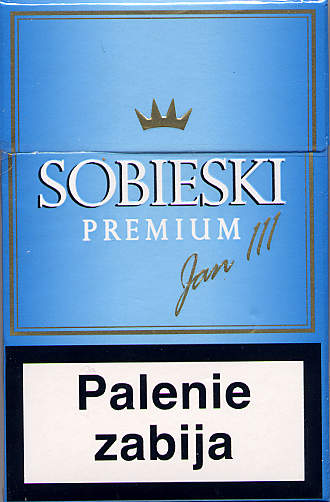 SOBIESKI
PREMIUM
Jan III
Palenie
zabija